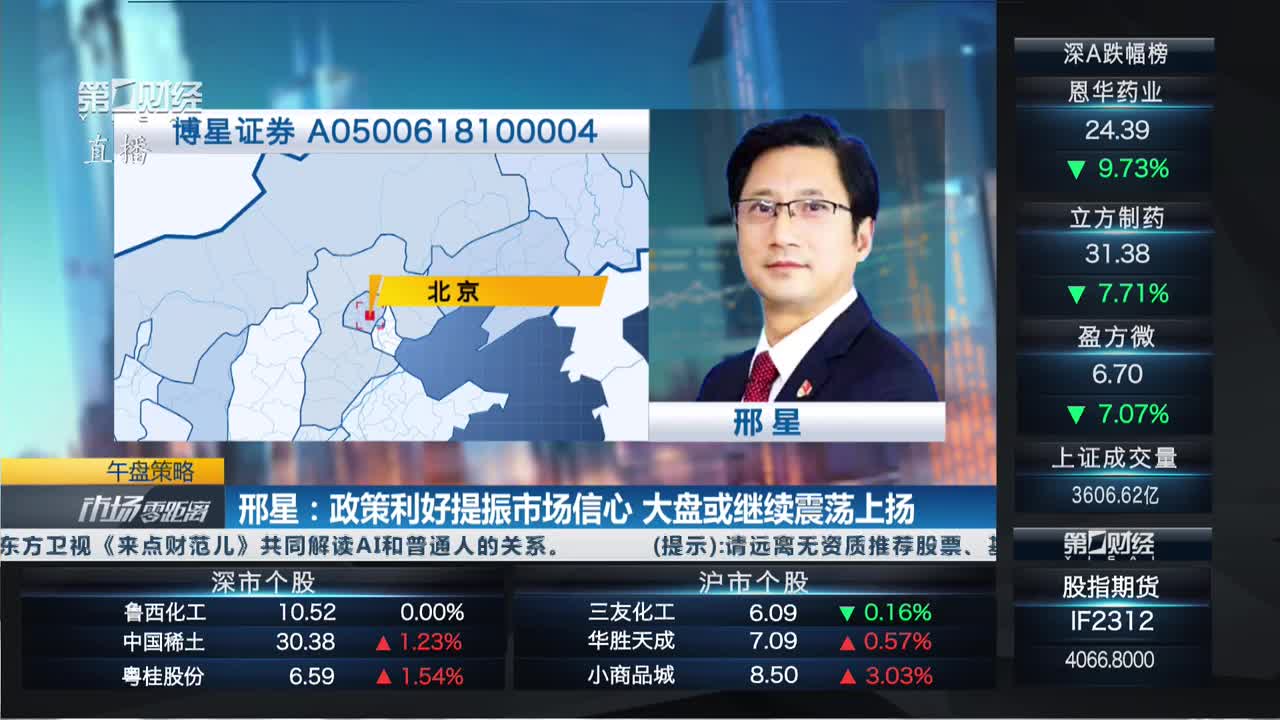 第一财经
YICAI
直播
博星证券 A0500618100004
北京
邢星
午盘策略
市场零距离
邢星：政策利好提振市场信心 大盘或继续震荡上扬
东方卫视《来点财范儿》共同解读AI和普通人的关系。 (提示):请远离无资质推荐股票、基
深市个股
鲁西化工 10.52 0.00%
中国稀土 30.38 ▲ 1.23%
粤桂股份 6.59 ▲ 1.54%
沪市个股
三友化工 6.09 ▼ 0.16%
华胜天成 7.09 ▲ 0.57%
小商品城 8.50 ▲ 3.03%
深A跌幅榜
恩华药业
24.39
▼ 9.73%
立方制药
31.38
▼ 7.71%
盈方微
6.70
▼ 7.07%
上证成交量
3606.62亿
第一财经
YICAI
股指期货
IF2312
4066.8000